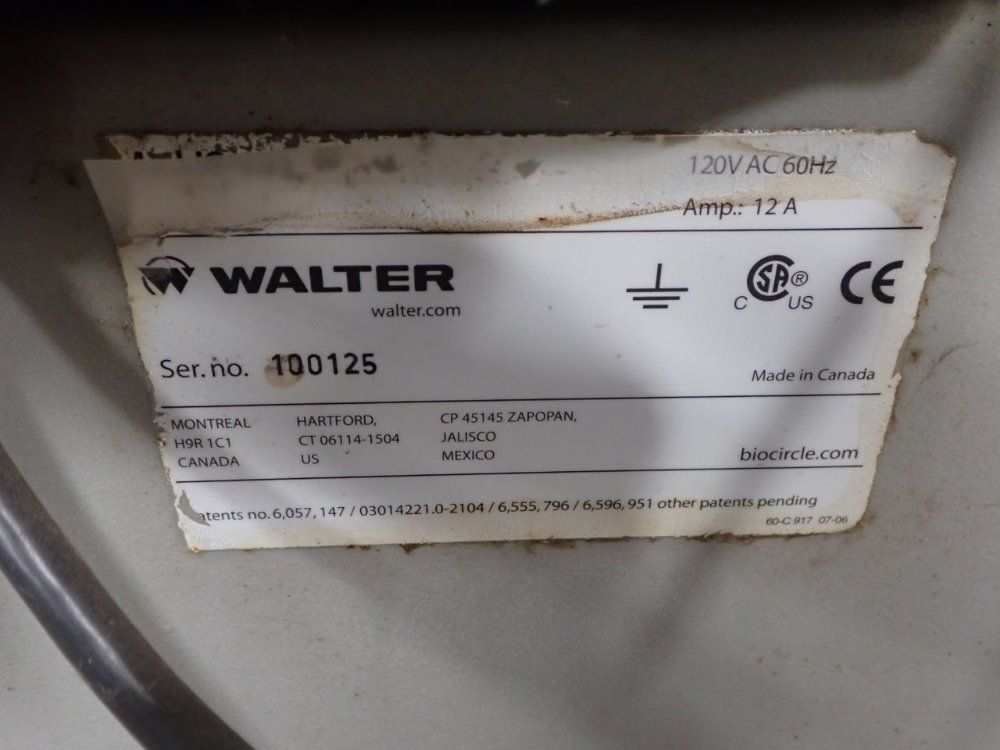 120V AC 60Hz
Amp.: 12 A
WALTER
walter.com
C SA® US CE
Ser. no. 100125
Made in Canada
MONTREAL HARTFORD, CP 45145 ZAPOPAN,
H9R 1C1 CT 06114-1504 JALISCO
CANADA US MEXICO
biocircle.com
atents no. 6,057,147 / 03014221.0-2104 / 6,555,796 / 6,596,951 other patents pending
60-C 917 07-06